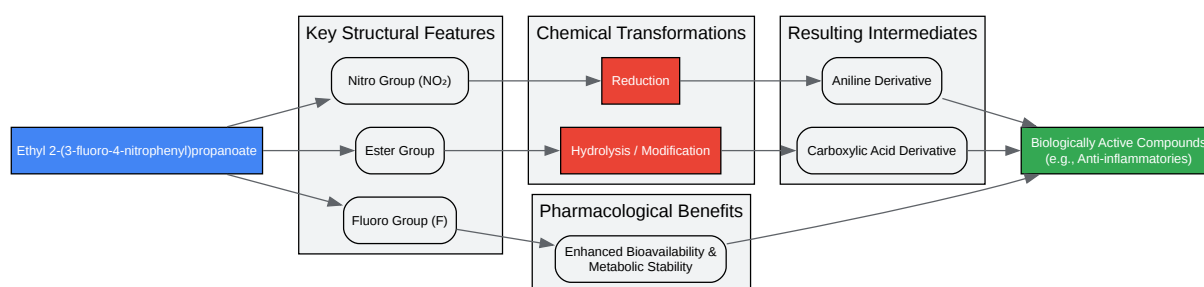 Key Structural Features
Chemical Transformations
Resulting Intermediates
Nitro Group (NO₂)
Reduction
Aniline Derivative
Ethyl 2-(3-fluoro-4-nitrophenyl)propanoate
Ester Group
Hydrolysis / Modification
Carboxylic Acid Derivative
Biologically Active Compounds
(e.g., Anti-inflammatories)
Fluoro Group (F)
Pharmacological Benefits
Enhanced Bioavailability &
Metabolic Stability